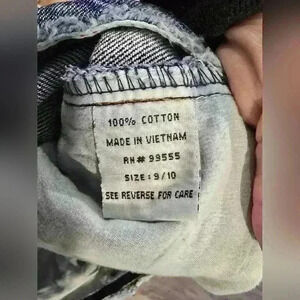 100% COTTON
MADE IN VIETNAM
RN# 99555
SIZE: 9/10
SEE REVERSE FOR CARE